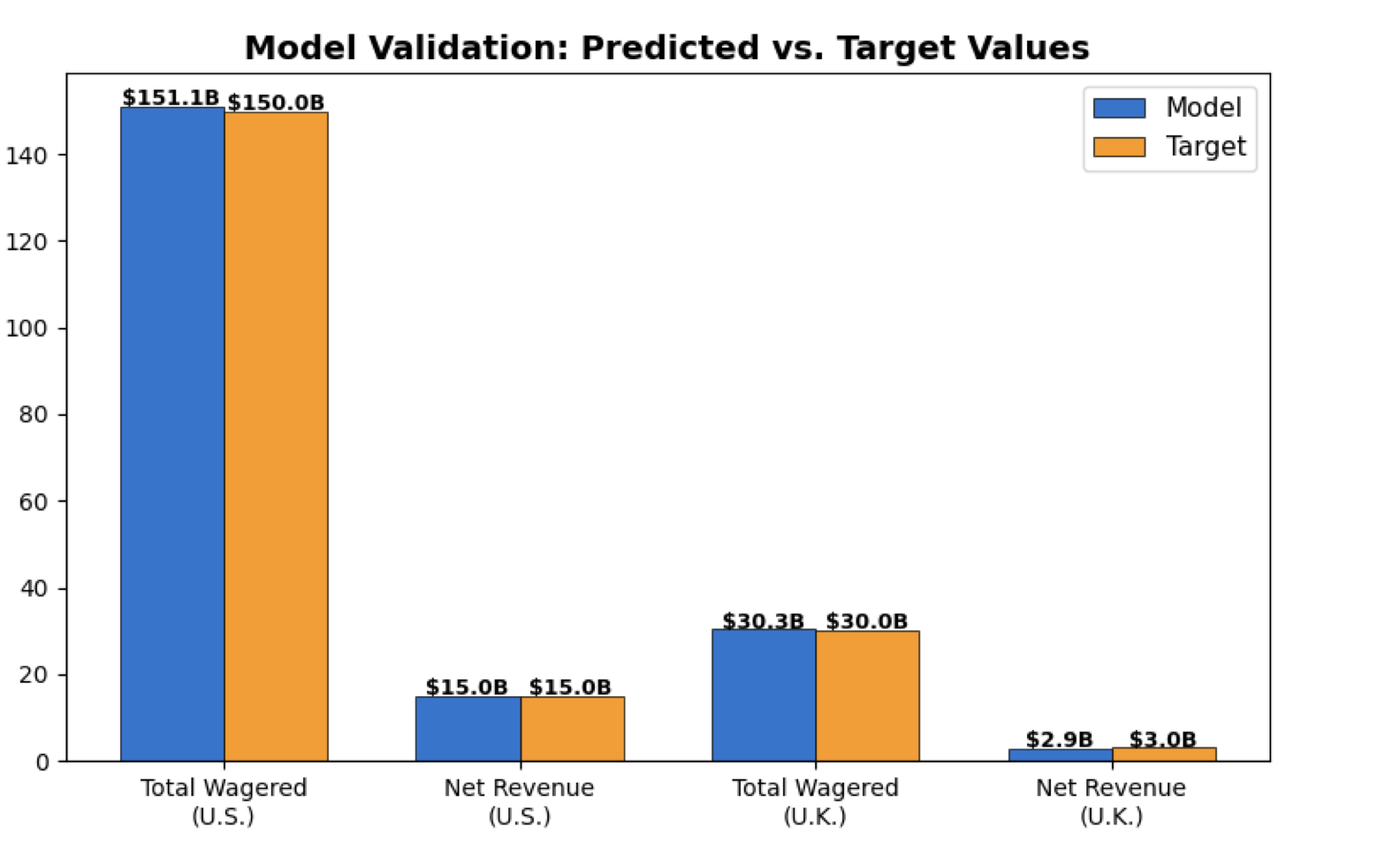 Model Validation: Predicted vs. Target Values
$151.1B $150.0B
Model
Target
140
120
100
80
60
40
$30.3B $30.0B
20
$15.0B $15.0B
$2.9B $3.0B
0
Total Wagered
(U.S.)
Net Revenue
(U.S.)
Total Wagered
(U.K.)
Net Revenue
(U.K.)